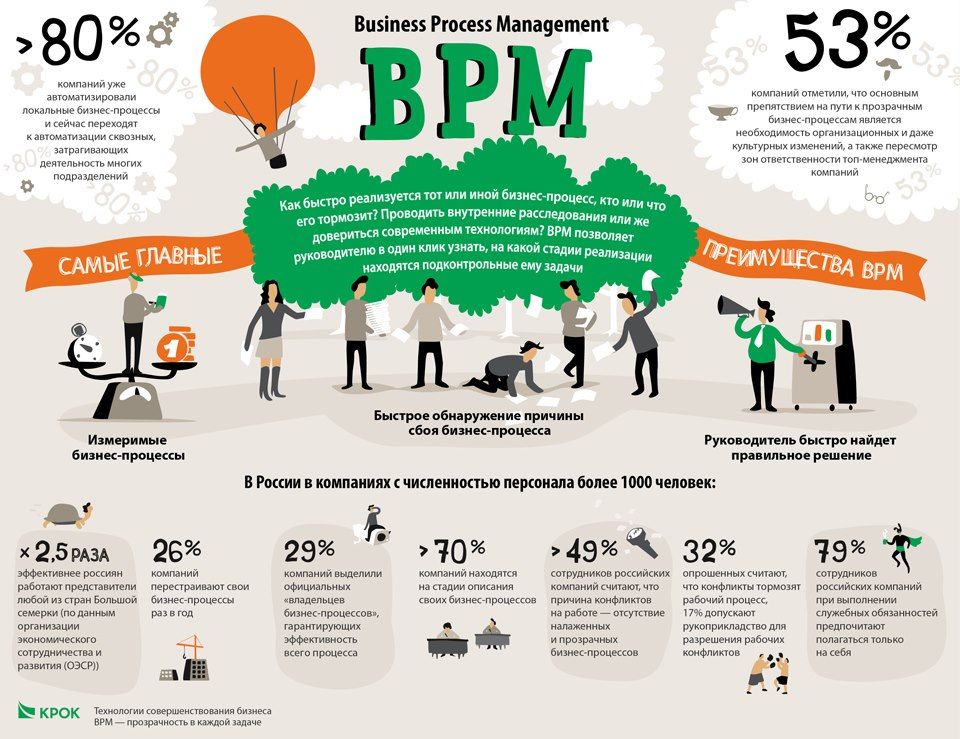 Business Process Management
BPM
>80%
компаний уже
автоматизировали
локальные бизнес-процессы
и сейчас переходят
к автоматизации сквозных,
затрагивающих
деятельность многих
подразделений
>80%
>80%
>80%
53%
компаний отметили, что основным
препятствием на пути к прозрачным
бизнес-процессам является
необходимость организационных и даже
культурных изменений, а также пересмотр
зон ответственности топ-менеджмента
компаний
53%
53%
53%
Как быстро реализуется тот или иной бизнес-процесс, кто или что
его тормозит? Проводить внутренние расследования или же
довериться современным технологиям? BPM позволяет
руководителю в один клик узнать, на какой стадии реализации
находятся подконтрольные ему задачи
САМЫЕ ГЛАВНЫЕ
ПРЕИМУЩЕСТВА BPM
1
Измеримые
бизнес-процессы
Быстрое обнаружение причины
сбоя бизнес-процесса
Руководитель быстро найдет
правильное решение
В России в компаниях с численностью персонала более 1000 человек:
× 2,5 РАЗА
эффективнее россиян
работают представители
любой из стран Большой
семерки (по данным
организации
экономического
сотрудничества и
развития (ОЭСР))
26%
компаний
перестраивают свои
бизнес-процессы
раз в год
29%
компаний выделили
официальных
«владельцев
бизнес-процессов»,
гарантирующих
эффективность
всего процесса
>70%
компаний находятся
на стадии описания
своих бизнес-процессов
>49%
сотрудников российских
компаний считают, что
причина конфликтов
на работе — отсутствие
налаженных
и прозрачных
бизнес-процессов
32%
опрошенных считают,
что конфликты тормозят
рабочий процесс,
17% допускают
рукоприкладство для
разрешения рабочих
конфликтов
79%
сотрудников
российских компаний
при выполнении
служебных обязанностей
предпочитают
полагаться только
на себя
КРОК
Технологии совершенствования бизнеса
BPM — прозрачность в каждой задаче